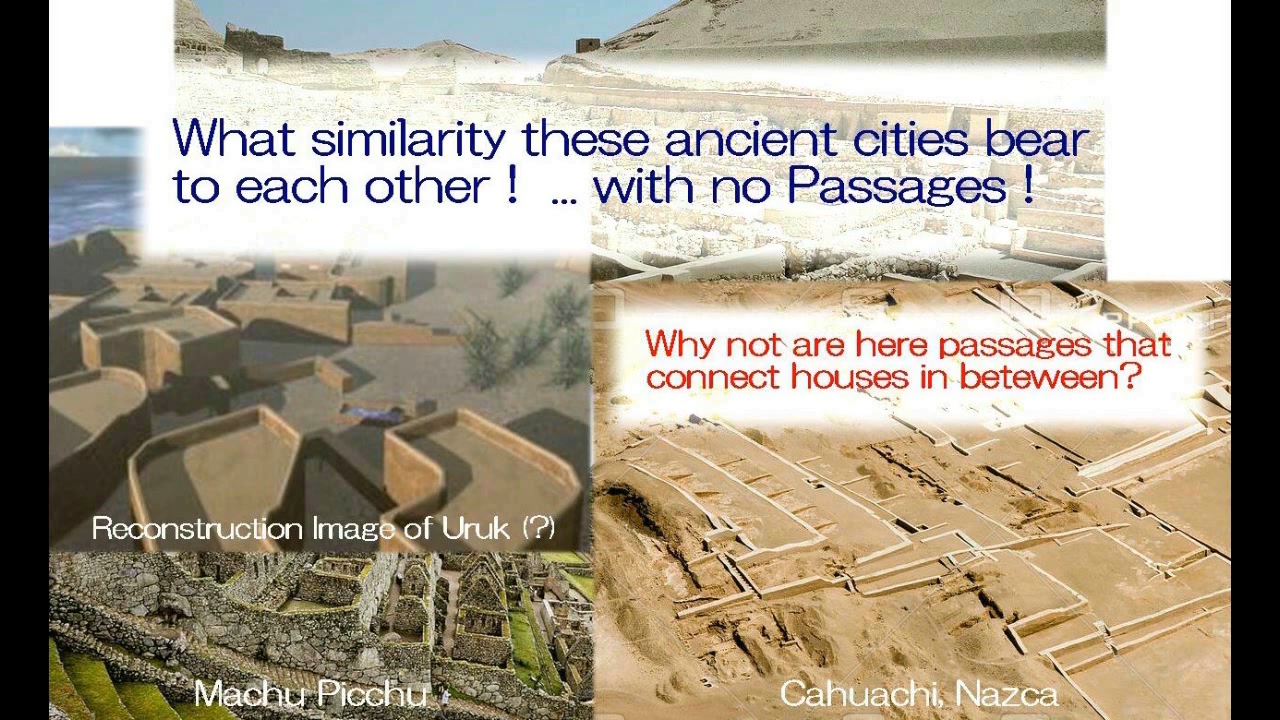 What similarity these ancient cities bear
to each other ! ... with no Passages !
Why not are here passages that
connect houses in beteween?
Reconstruction Image of Uruk (?)
Machu Picchu
Cahuachi, Nazca